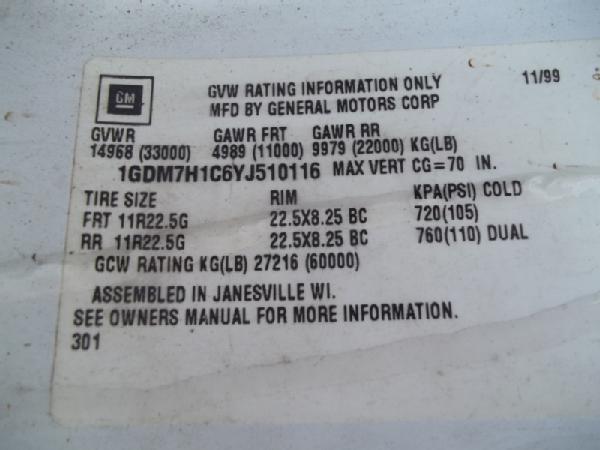 GM
GVW RATING INFORMATION ONLY 11/99
MFD BY GENERAL MOTORS CORP
GVWR GAWR FRT GAWR RR
14968 (33000) 4989 (11000) 9979 (22000) KG(LB)
1GDM7H1C6YJ510116 MAX VERT CG=70 IN.
TIRE SIZE RIM KPA(PSI) COLD
FRT 11R22.5G 22.5X8.25 BC 720(105)
RR 11R22.5G 22.5X8.25 BC 760(110) DUAL
GCW RATING KG(LB) 27216 (60000)
ASSEMBLED IN JANESVILLE WI.
SEE OWNERS MANUAL FOR MORE INFORMATION.
301